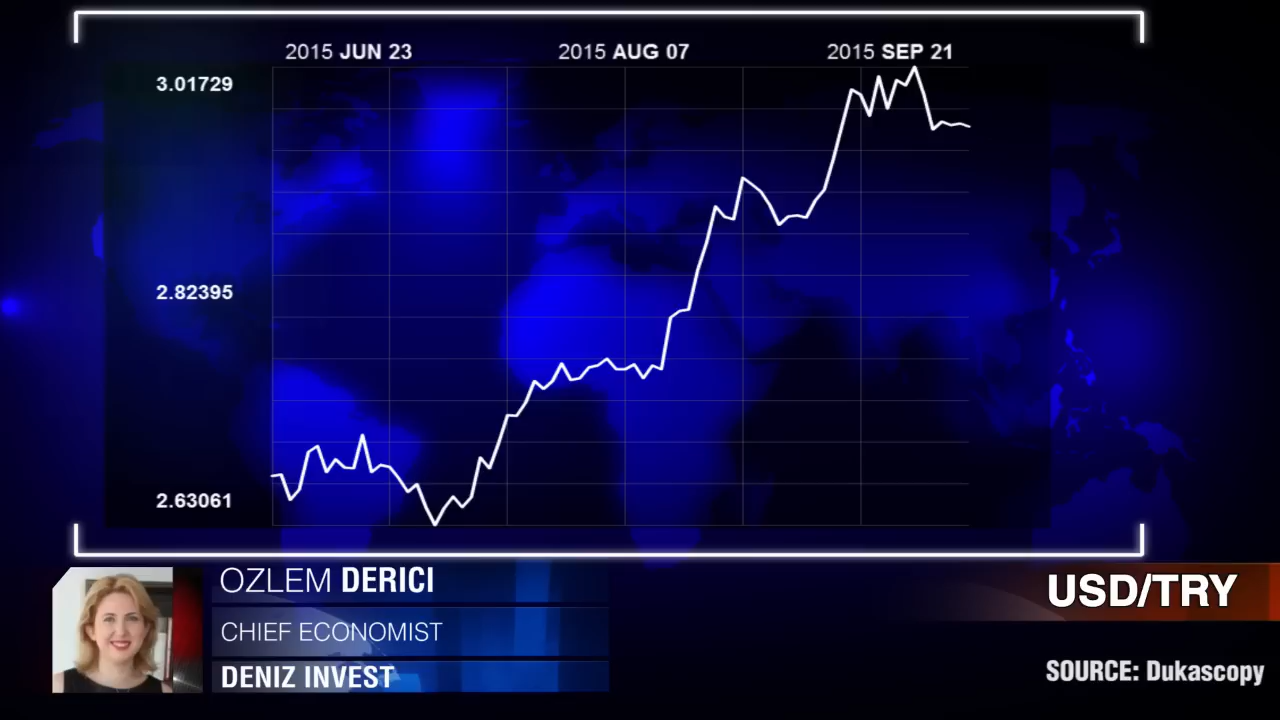 2015 JUN 23 2015 AUG 07 2015 SEP 21
3.01729
2.82395
2.63061
OZLEM DERICI
CHIEF ECONOMIST
DENIZ INVEST
USD/TRY
SOURCE: Dukascopy